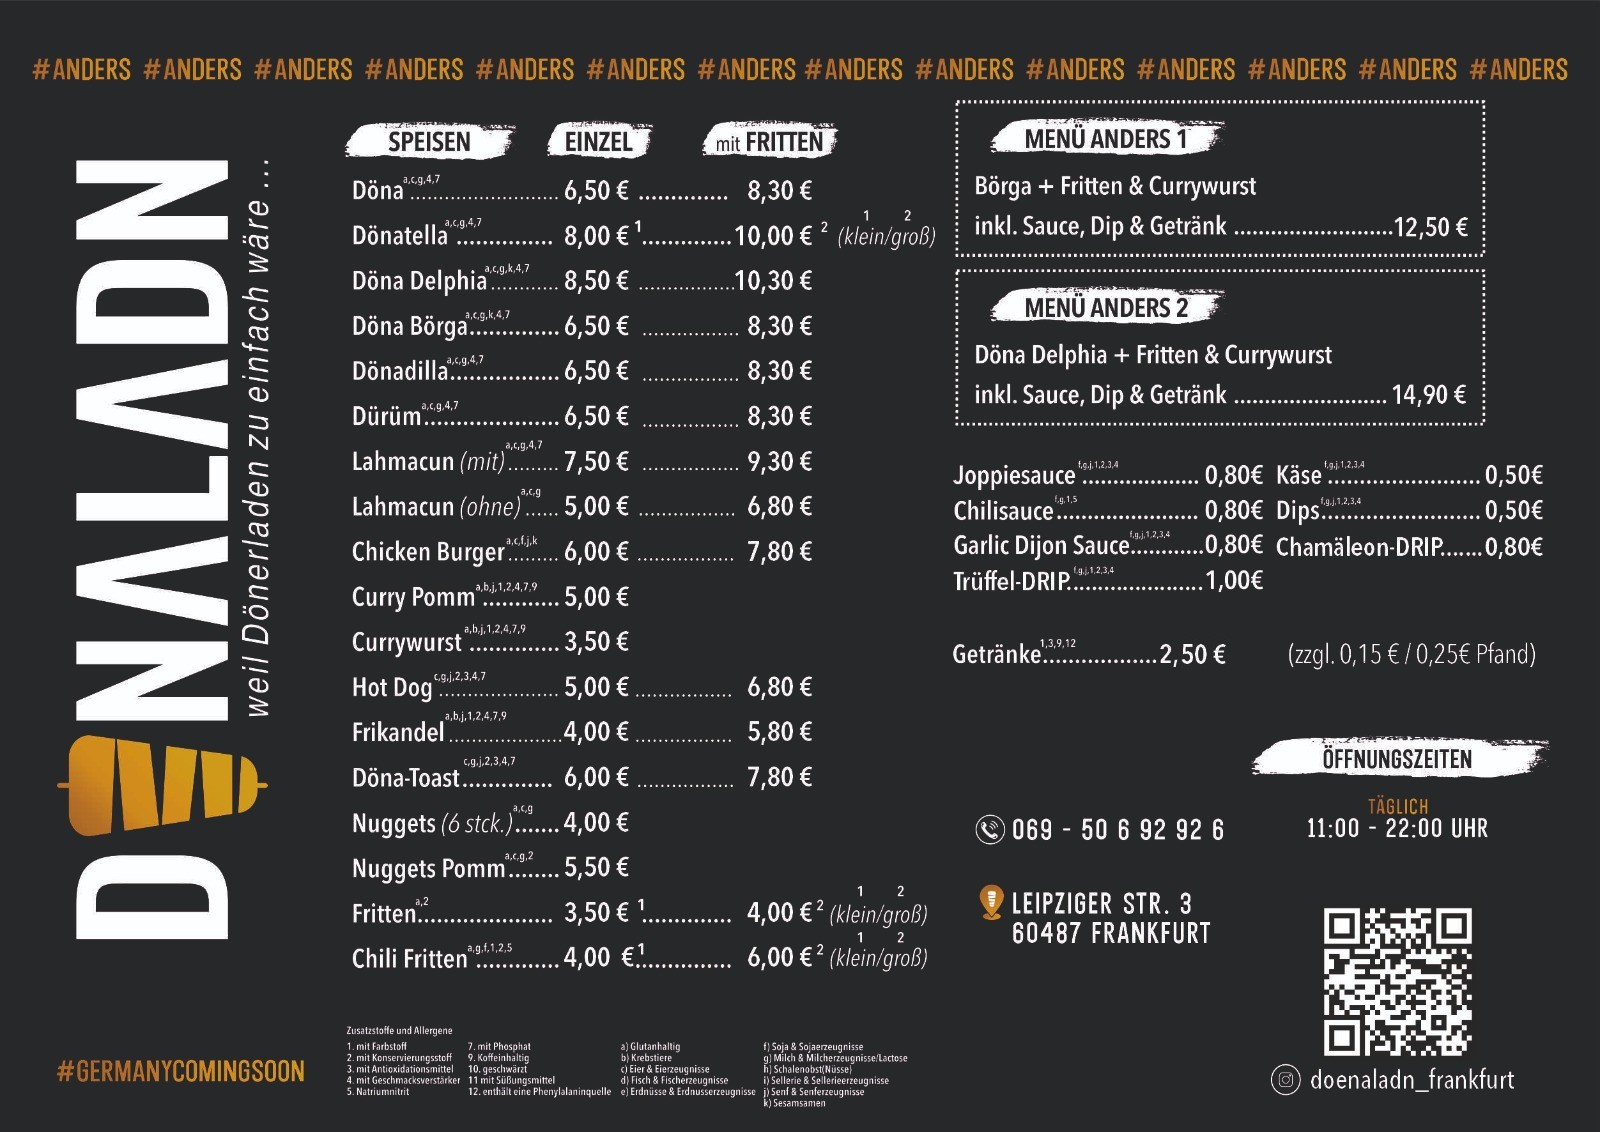 #ANDERS #ANDERS #ANDERS #ANDERS #ANDERS #ANDERS #ANDERS #ANDERS #ANDERS #ANDERS #ANDERS #ANDERS #ANDERS #ANDERS
DÖNALADN
weil Dönerladen zu einfach wäre ...
#GERMANYCOMINGSOON
SPEISEN EINZEL mit FRITTEN
Döna a,c,g,4,7 ........................... 6,50 € .............. 8,30 €
Dönatella a,c,g,4,7 ............... 8,00 € 1 .............. 10,00 € 2 1 2 (klein/groß)
Döna Delphia a,c,g,k,4,7 ............ 8,50 € ............... 10,30 €
Döna Börga a,c,g,k,4,7 .............. 6,50 € ............... 8,30 €
Dönadilla a,c,g,4,7 ................. 6,50 € ............... 8,30 €
Dürüm a,c,g,4,7 ..................... 6,50 € ............... 8,30 €
Lahmacun (mit) a,c,g,4,7 ........ 7,50 € ............... 9,30 €
Lahmacun (ohne) a,c,g ...... 5,00 € ............... 6,80 €
Chicken Burger a,c,f,j,k ........ 6,00 € ............... 7,80 €
Curry Pomm a,b,j,1,2,4,7,9 ............ 5,00 €
Currywurst a,b,j,1,2,4,7,9 .............. 3,50 €
Hot Dog c,g,j,2,3,4,7 ................... 5,00 € ............... 6,80 €
Frikandel a,b,j,1,2,4,7,9 .................. 4,00 € ............... 5,80 €
Döna-Toast c,g,j,2,3,4,7 .............. 6,00 € ............... 7,80 €
Nuggets (6 stck.) a,c,g ....... 4,00 €
Nuggets Pomm a,c,g,2 ........ 5,50 €
Fritten a,2 ..................... 3,50 € 1 .............. 4,00 € 2 1 2 (klein/groß)
Chili Fritten a,g,f,1,2,5 ............. 4,00 € 1 ............... 6,00 € 2 1 2 (klein/groß)
Zusatzstoffe und Allergene
1. mit Farbstoff
2. mit Konservierungsstoff
3. mit Antioxidationsmittel
4. mit Geschmacksverstärker
5. Natriumnitrit
7. mit Phosphat
9. Koffeinhaltig
10. geschwärzt
11 mit Süßungsmittel
12. enthält eine Phenylalaninquelle
a) Glutanhaltig
b) Krebstiere
c) Eier & Eierzeugnisse
d) Fisch & Fischerzeugnisse
e) Erdnüsse & Erdnusserzeugnisse
f) Soja & Sojaerzeugnisse
g) Milch & Milcherzeugnisse/Lactose
h) Schalenobst(Nüsse)
i) Sellerie & Sellerieerzeugnisse
j) Senf & Senferzeugnisse
k) Sesamsamen
MENÜ ANDERS 1
Börga + Fritten & Currywurst
inkl. Sauce, Dip & Getränk ......................... 12,50 €
MENÜ ANDERS 2
Döna Delphia + Fritten & Currywurst
inkl. Sauce, Dip & Getränk ........................ 14,90 €
Joppiesauce f,g,j,1,2,3,4 .................. 0,80€ Käse f,g,j,1,2,3,4 ....................... 0,50€
Chilisauce f,g,1,5 ...................... 0,80€ Dips f,g,j,1,2,3,4 ........................ 0,50€
Garlic Dijon Sauce f,g,j,1,2,3,4 ........... 0,80€ Chamäleon-DRIP ....... 0,80€
Trüffel-DRIP f,g,j,1,2,3,4 ..................... 1,00€
Getränke 1,3,9,12 ................... 2,50 € (zzgl. 0,15 € / 0,25€ Pfand)
ÖFFNUNGSZEITEN
TÄGLICH
11:00 - 22:00 UHR
069 - 50 6 92 92 6
LEIPZIGER STR. 3
60487 FRANKFURT
doenaladn_frankfurt